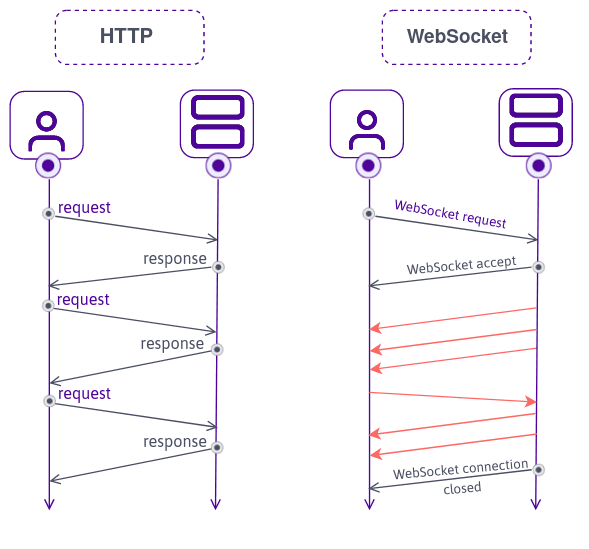 HTTP
WebSocket
request
response
request
response
request
response
WebSocket request
WebSocket accept
WebSocket connection
closed